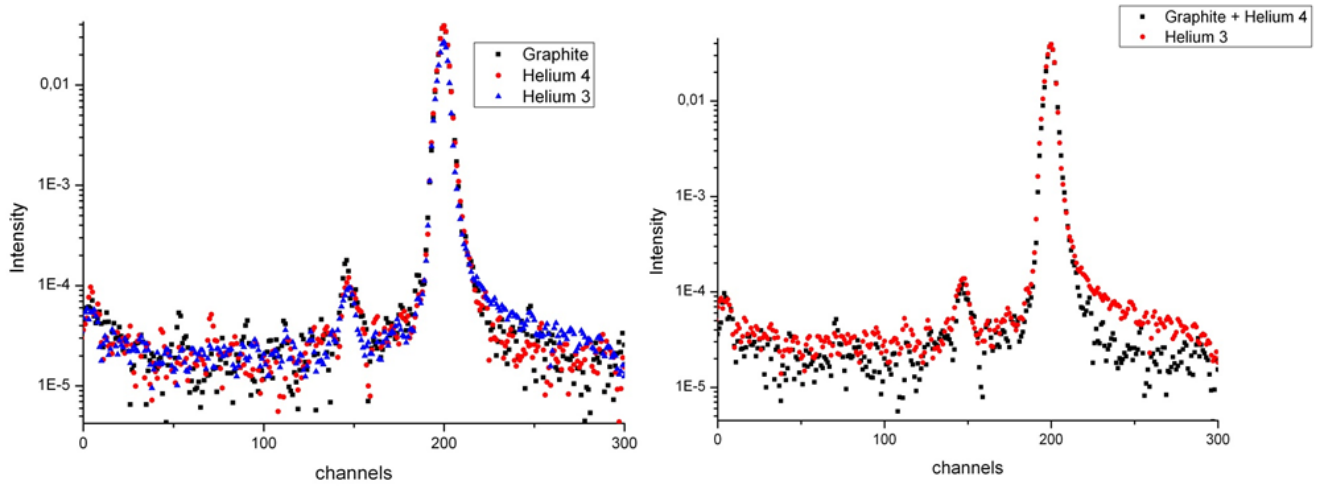 Graphite
Helium 4
Helium 3
0,01
1E-3
1E-4
1E-5
Intensity
0
100
200
300
channels
Graphite + Helium 4
Helium 3
0,01
1E-3
1E-4
1E-5
Intensity
0
100
200
300
channels